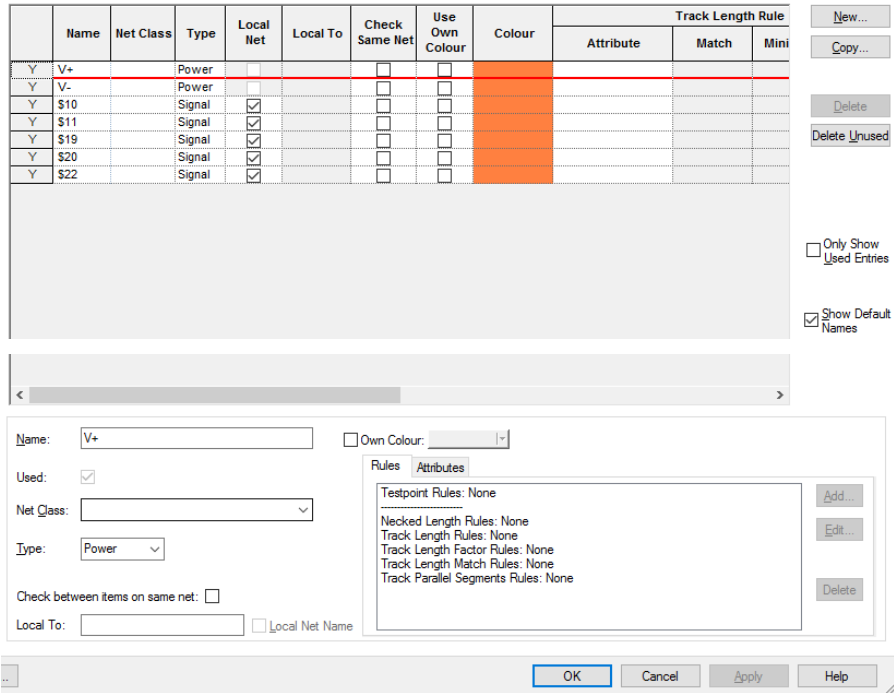 Name Net Class Type Local Net Local To Check Same Net Use Own Colour Colour Track Length Rule
Attribute Match Mini
Y V+ Power
Y V- Power
Y $10 Signal
Y $11 Signal
Y $19 Signal
Y $20 Signal
Y $22 Signal
New...
Copy...
Delete
Delete Unused
Only Show
Used Entries
Show Default
Names
Name: V+
Used:
Net Class:
Type: Power
Check between items on same net:
Local To: Local Net Name
Own Colour:
Rules Attributes
Testpoint Rules: None
-------------------------
Necked Length Rules: None
Track Length Rules: None
Track Length Factor Rules: None
Track Length Match Rules: None
Track Parallel Segments Rules: None
Add...
Edit...
Delete
... OK Cancel Apply Help